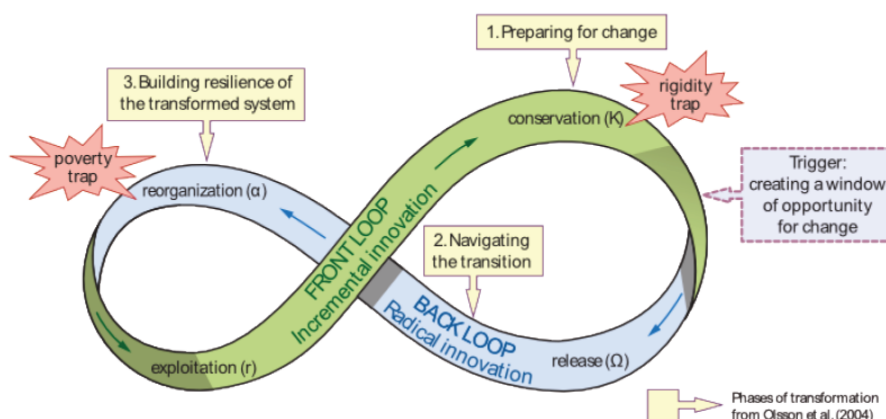 1. Preparing for change
3. Building resilience of
the transformed system
rigidity
trap
conservation (K)
poverty
trap
reorganization (α)
Trigger:
creating a window
of opportunity
for change
FRONT LOOP
Incremental innovation
2. Navigating
the transition
BACK LOOP
Radical innovation
release (Ω)
exploitation (r)
Phases of transformation
from Olsson et al. (2004)